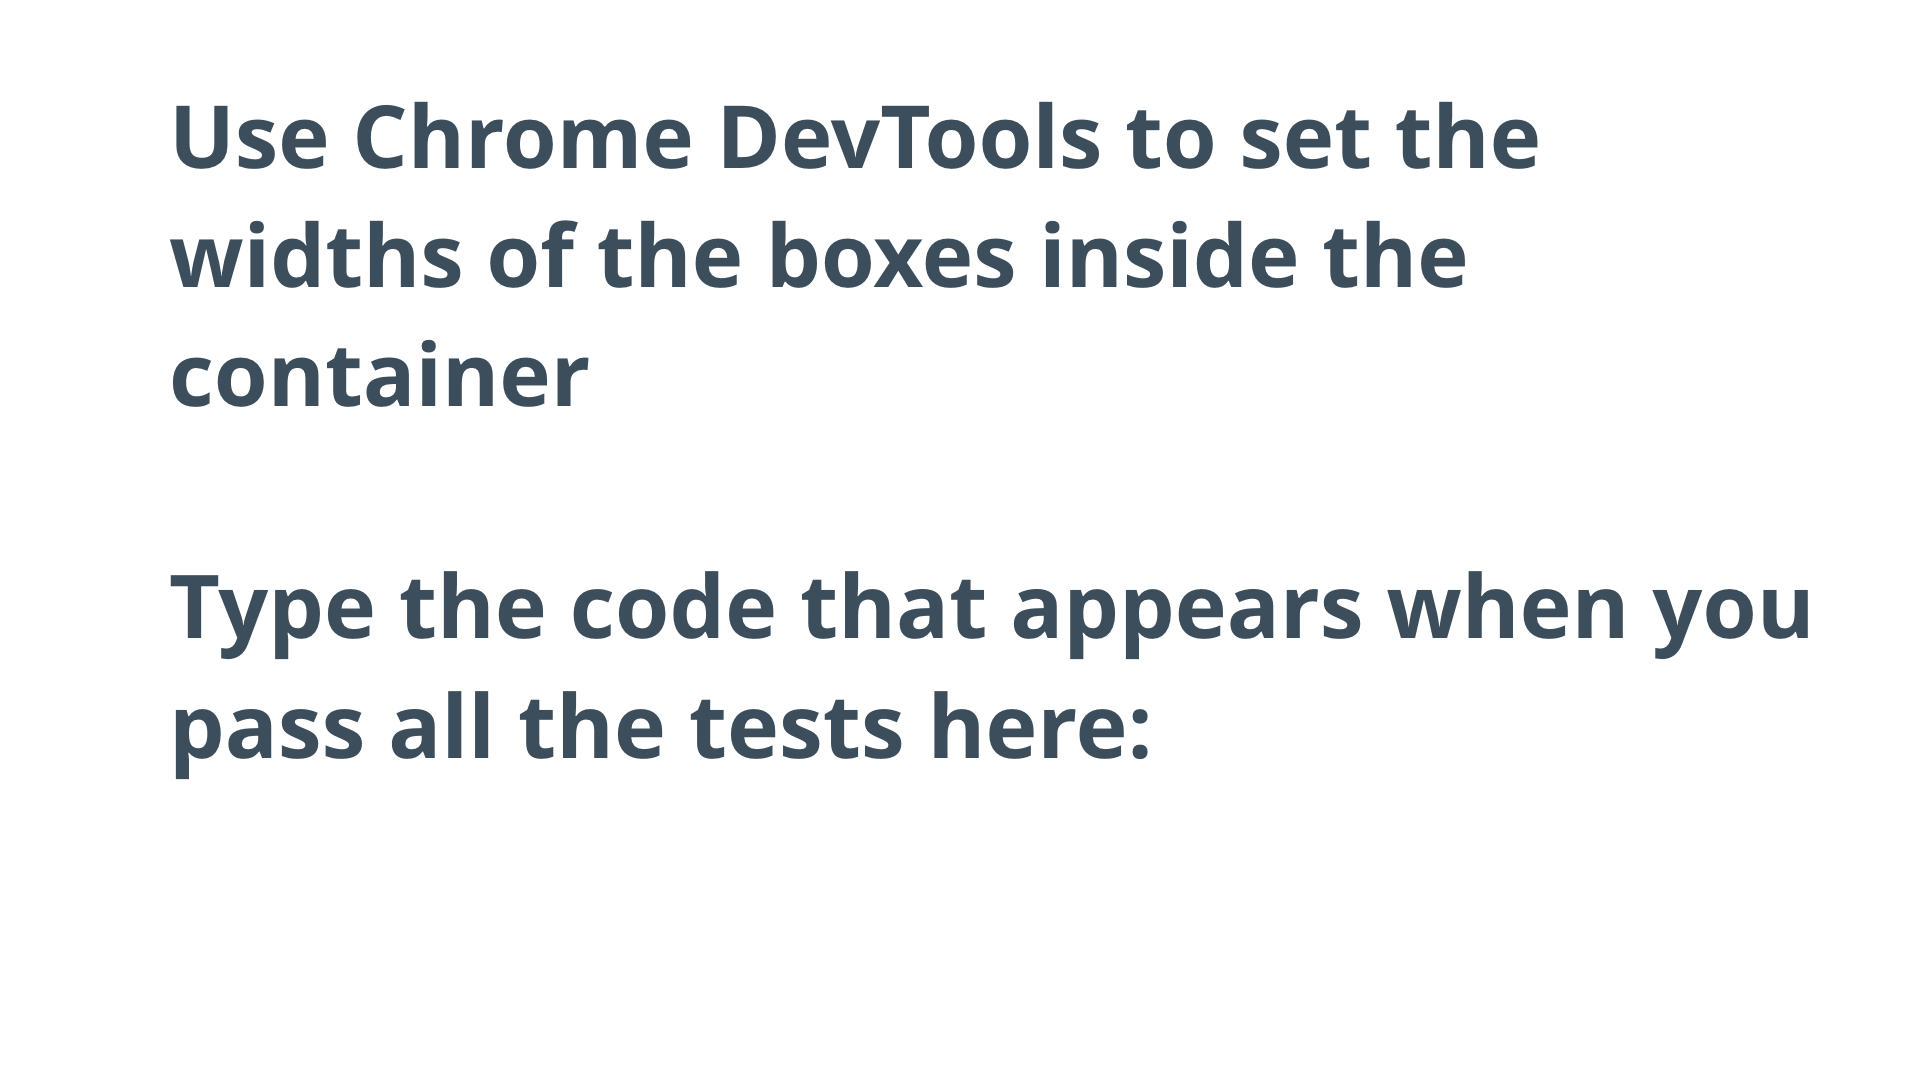 Use Chrome DevTools to set the
widths of the boxes inside the
container
Type the code that appears when you
pass all the tests here: